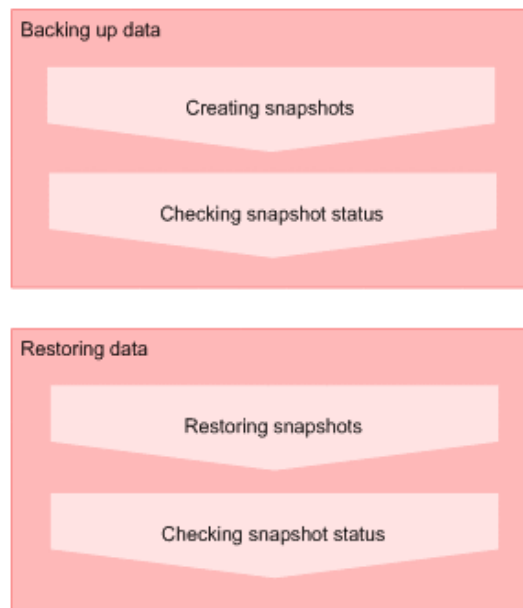 Backing up data
Creating snapshots
Checking snapshot status
Restoring data
Restoring snapshots
Checking snapshot status